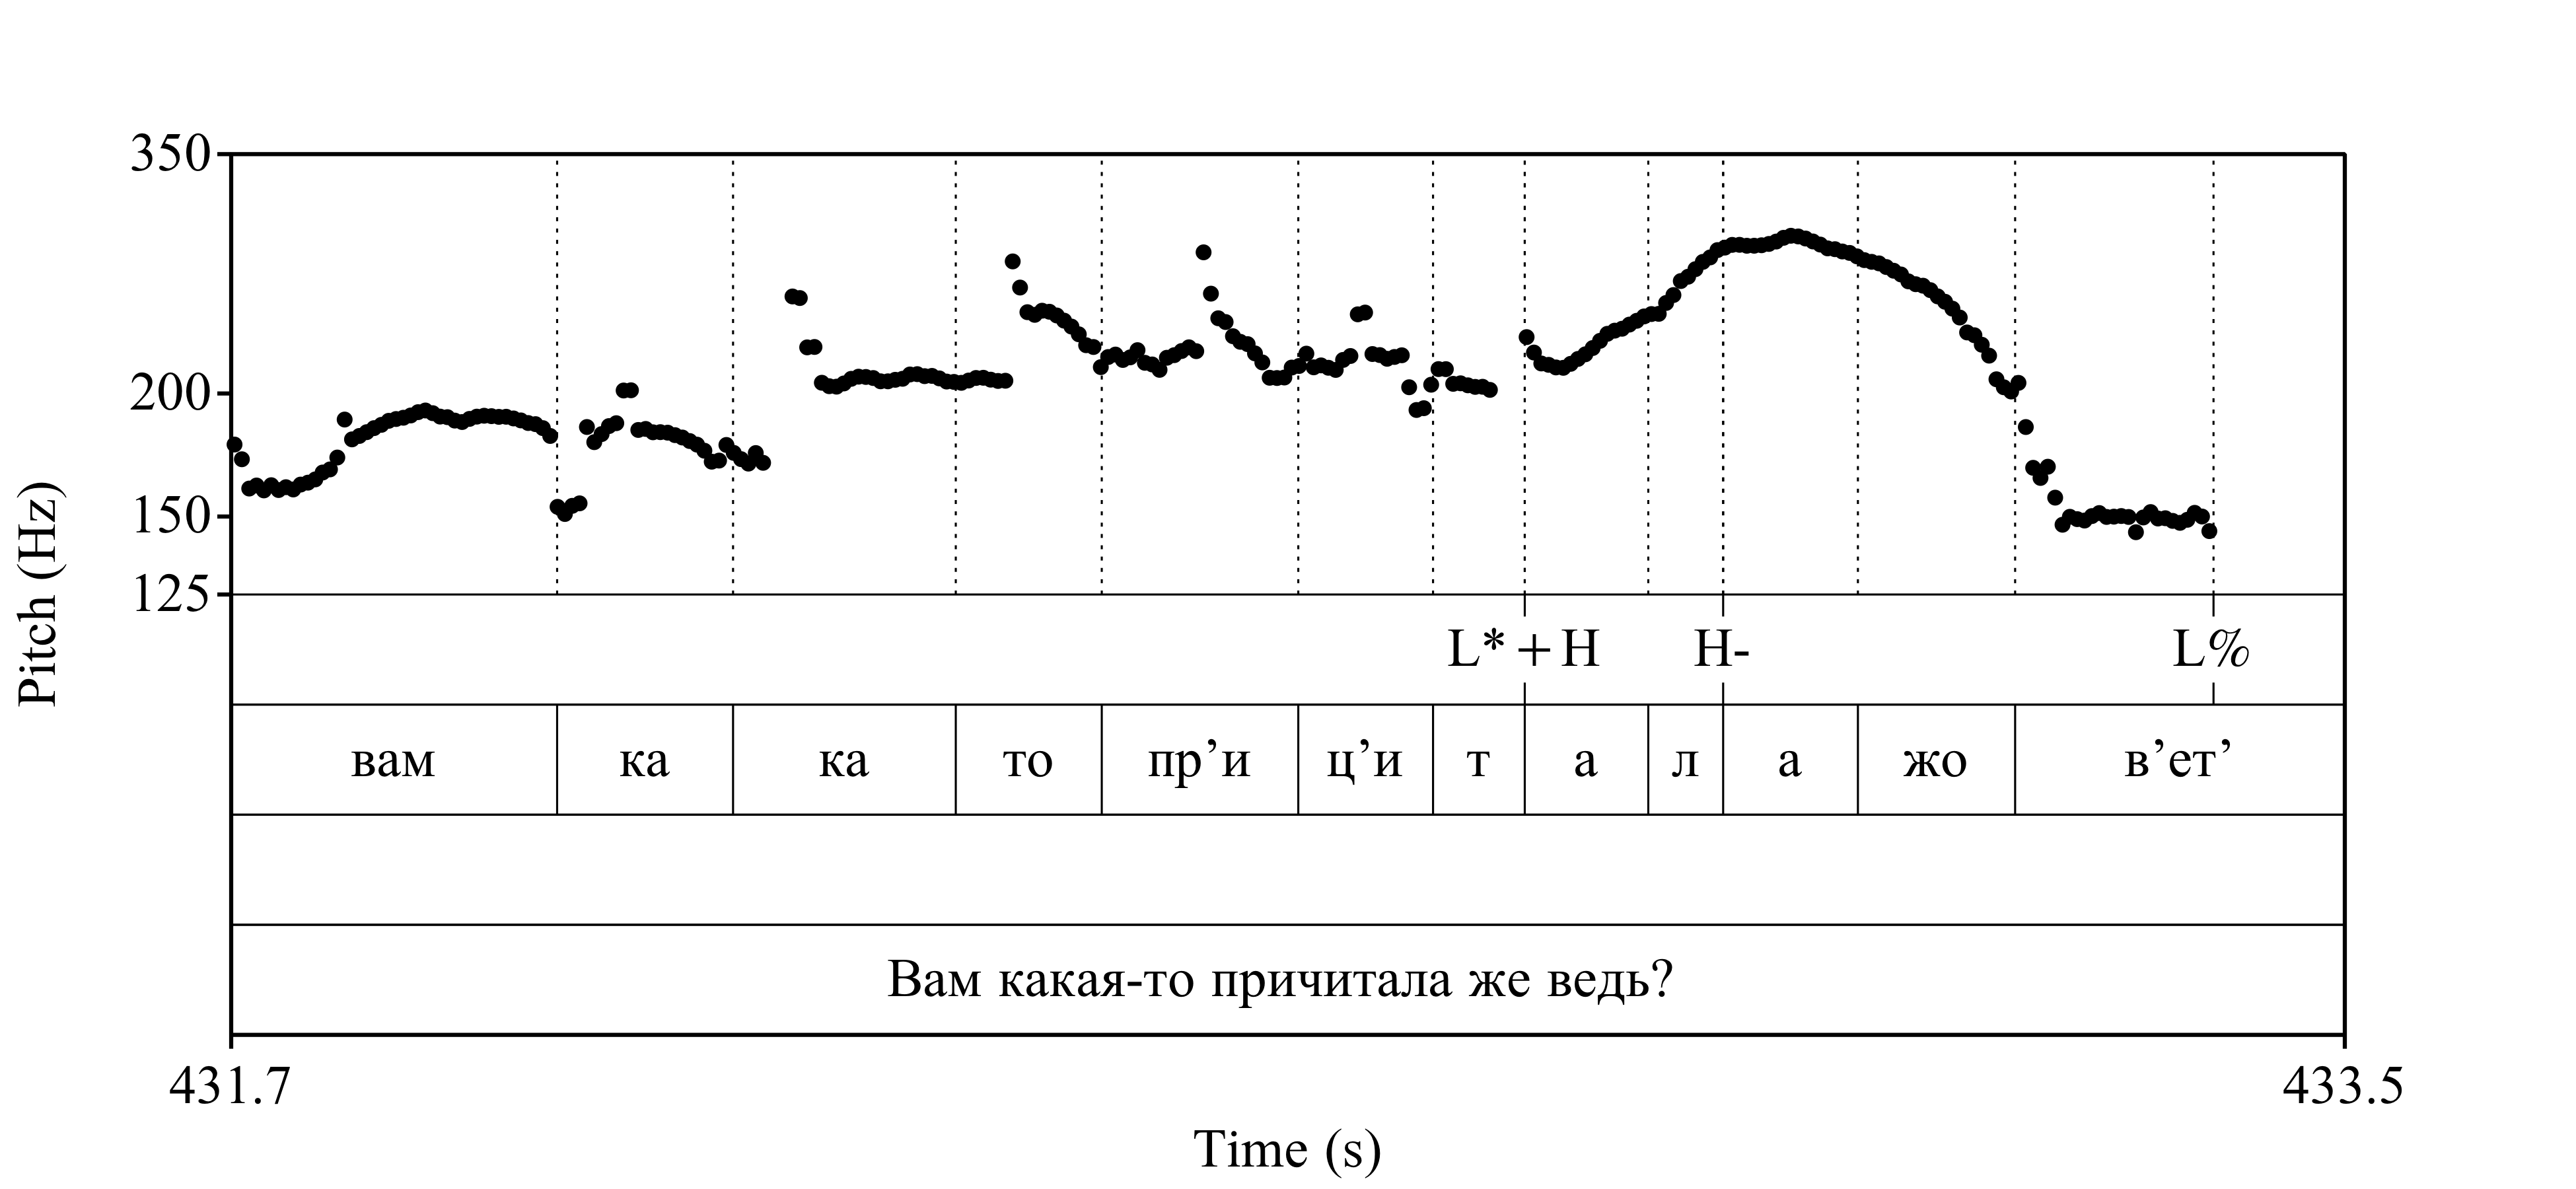 350
200
150
125
Pitch (Hz)
L*+H H- L%
вам ка ка то пр’и ц’и т а л а жо в’ет’
Вам какая-то причитала же ведь?
431.7 433.5
Time (s)